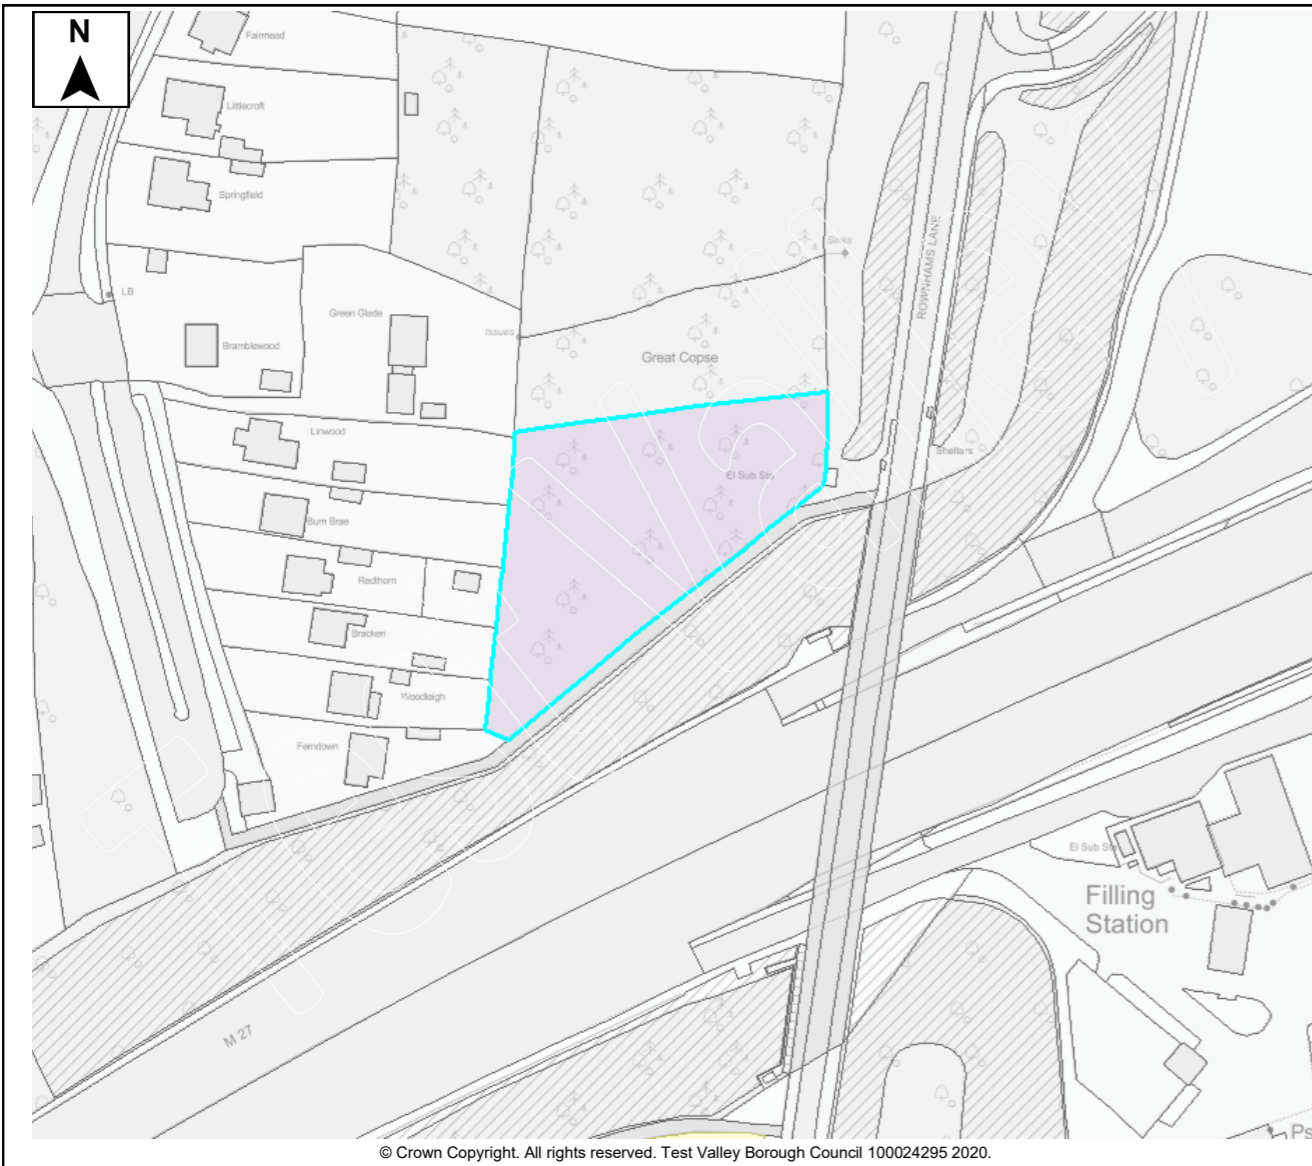 N
Fairmead
Littlecroft
Springfield
Sinks
ROWNHAMS LANE
LB
Green Glade
Issues
Bramblewood
Great Copse
Linwood
Shelters
El Sub Sta
Burn Brae
Redthorn
Bracken
Woodleigh
Ferndown
El Sub Sta
Filling
Station
M 27
Ps
© Crown Copyright. All rights reserved. Test Valley Borough Council 100024295 2020.